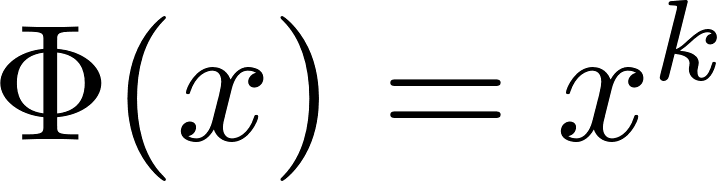 Φ(x) = x^k